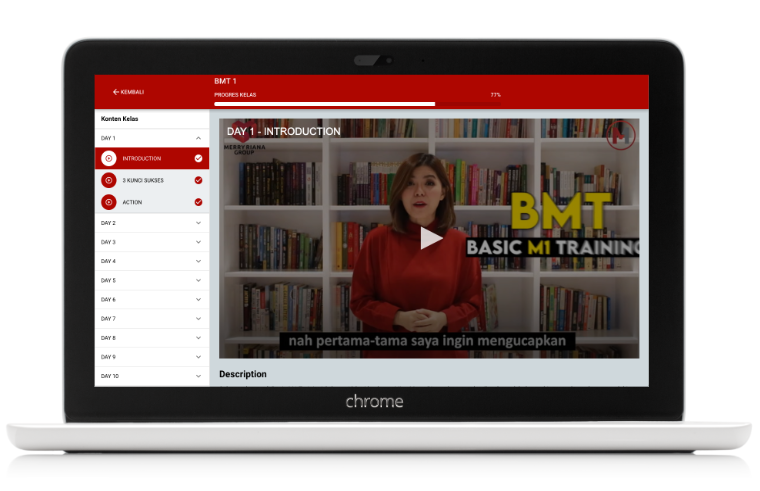 BMT 1
KEMBALI
PROGRES KELAS
77%
Konten Kelas
DAY 1
INTRODUCTION
3 KUNCI SUKSES
ACTION
DAY 2
DAY 3
DAY 4
DAY 5
DAY 6
DAY 7
DAY 8
DAY 9
DAY 10
DAY 1 - INTRODUCTION
MERRY RIANA
GROUP
M
BMT
BASIC M1 TRAINING
nah pertama-tama saya ingin mengucapkan
Description
chrome